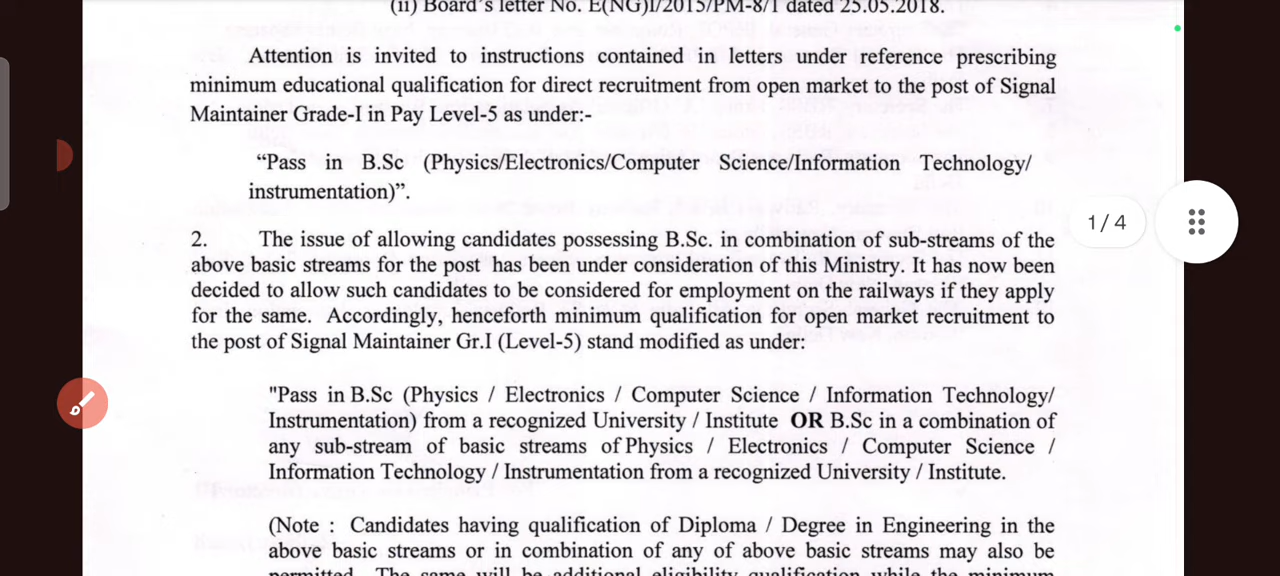 (ii) Board's letter No. E(NG)I/2015/PM-8/1 dated 25.05.2018.
Attention is invited to instructions contained in letters under reference prescribing
minimum educational qualification for direct recruitment from open market to the post of Signal
Maintainer Grade-I in Pay Level-5 as under:-
“Pass in B.Sc (Physics/Electronics/Computer Science/Information Technology/
instrumentation)”.
1 / 4
2. The issue of allowing candidates possessing B.Sc. in combination of sub-streams of the
above basic streams for the post has been under consideration of this Ministry. It has now been
decided to allow such candidates to be considered for employment on the railways if they apply
for the same. Accordingly, henceforth minimum qualification for open market recruitment to
the post of Signal Maintainer Gr.I (Level-5) stand modified as under:
"Pass in B.Sc (Physics / Electronics / Computer Science / Information Technology/
Instrumentation) from a recognized University / Institute OR B.Sc in a combination of
any sub-stream of basic streams of Physics / Electronics / Computer Science /
Information Technology / Instrumentation from a recognized University / Institute.
(Note : Candidates having qualification of Diploma / Degree in Engineering in the
above basic streams or in combination of any of above basic streams may also be
permitted. The same will be additional eligibility qualification while the minimum